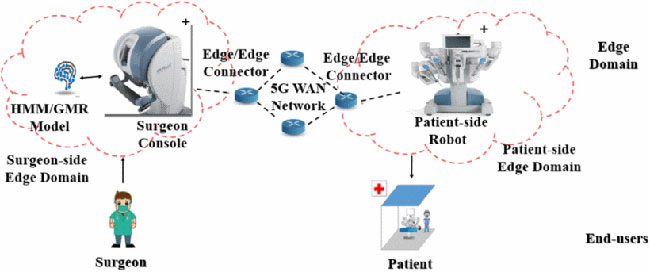 Edge/Edge
Connector
Edge/Edge
Connector
Edge
Domain
HMM/GMR
Model
5G WAN
Network
Surgeon
Console
Patient-side
Robot
Surgeon-side
Edge Domain
Patient-side
Edge Domain
Surgeon
Patient
End-users